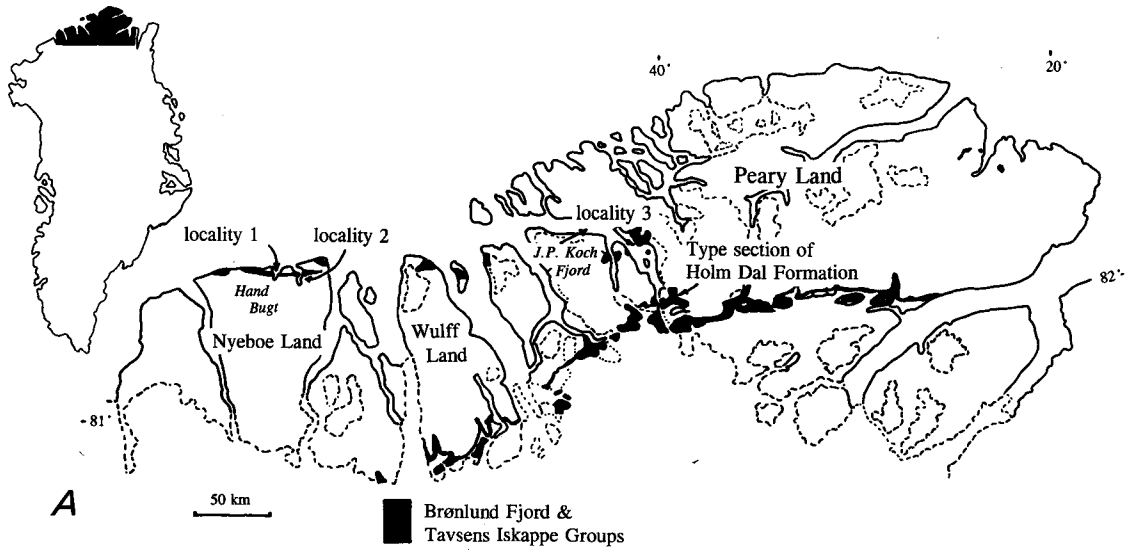 40°
20°
Peary Land
locality 3
locality 1
locality 2
J.P. Koch
Fjord
Type section of
Holm Dal Formation
82°
Hand
Bugt
Nyeboe Land
Wulff
Land
81°
A
50 km
Brønlund Fjord &
Tavsens Iskappe Groups